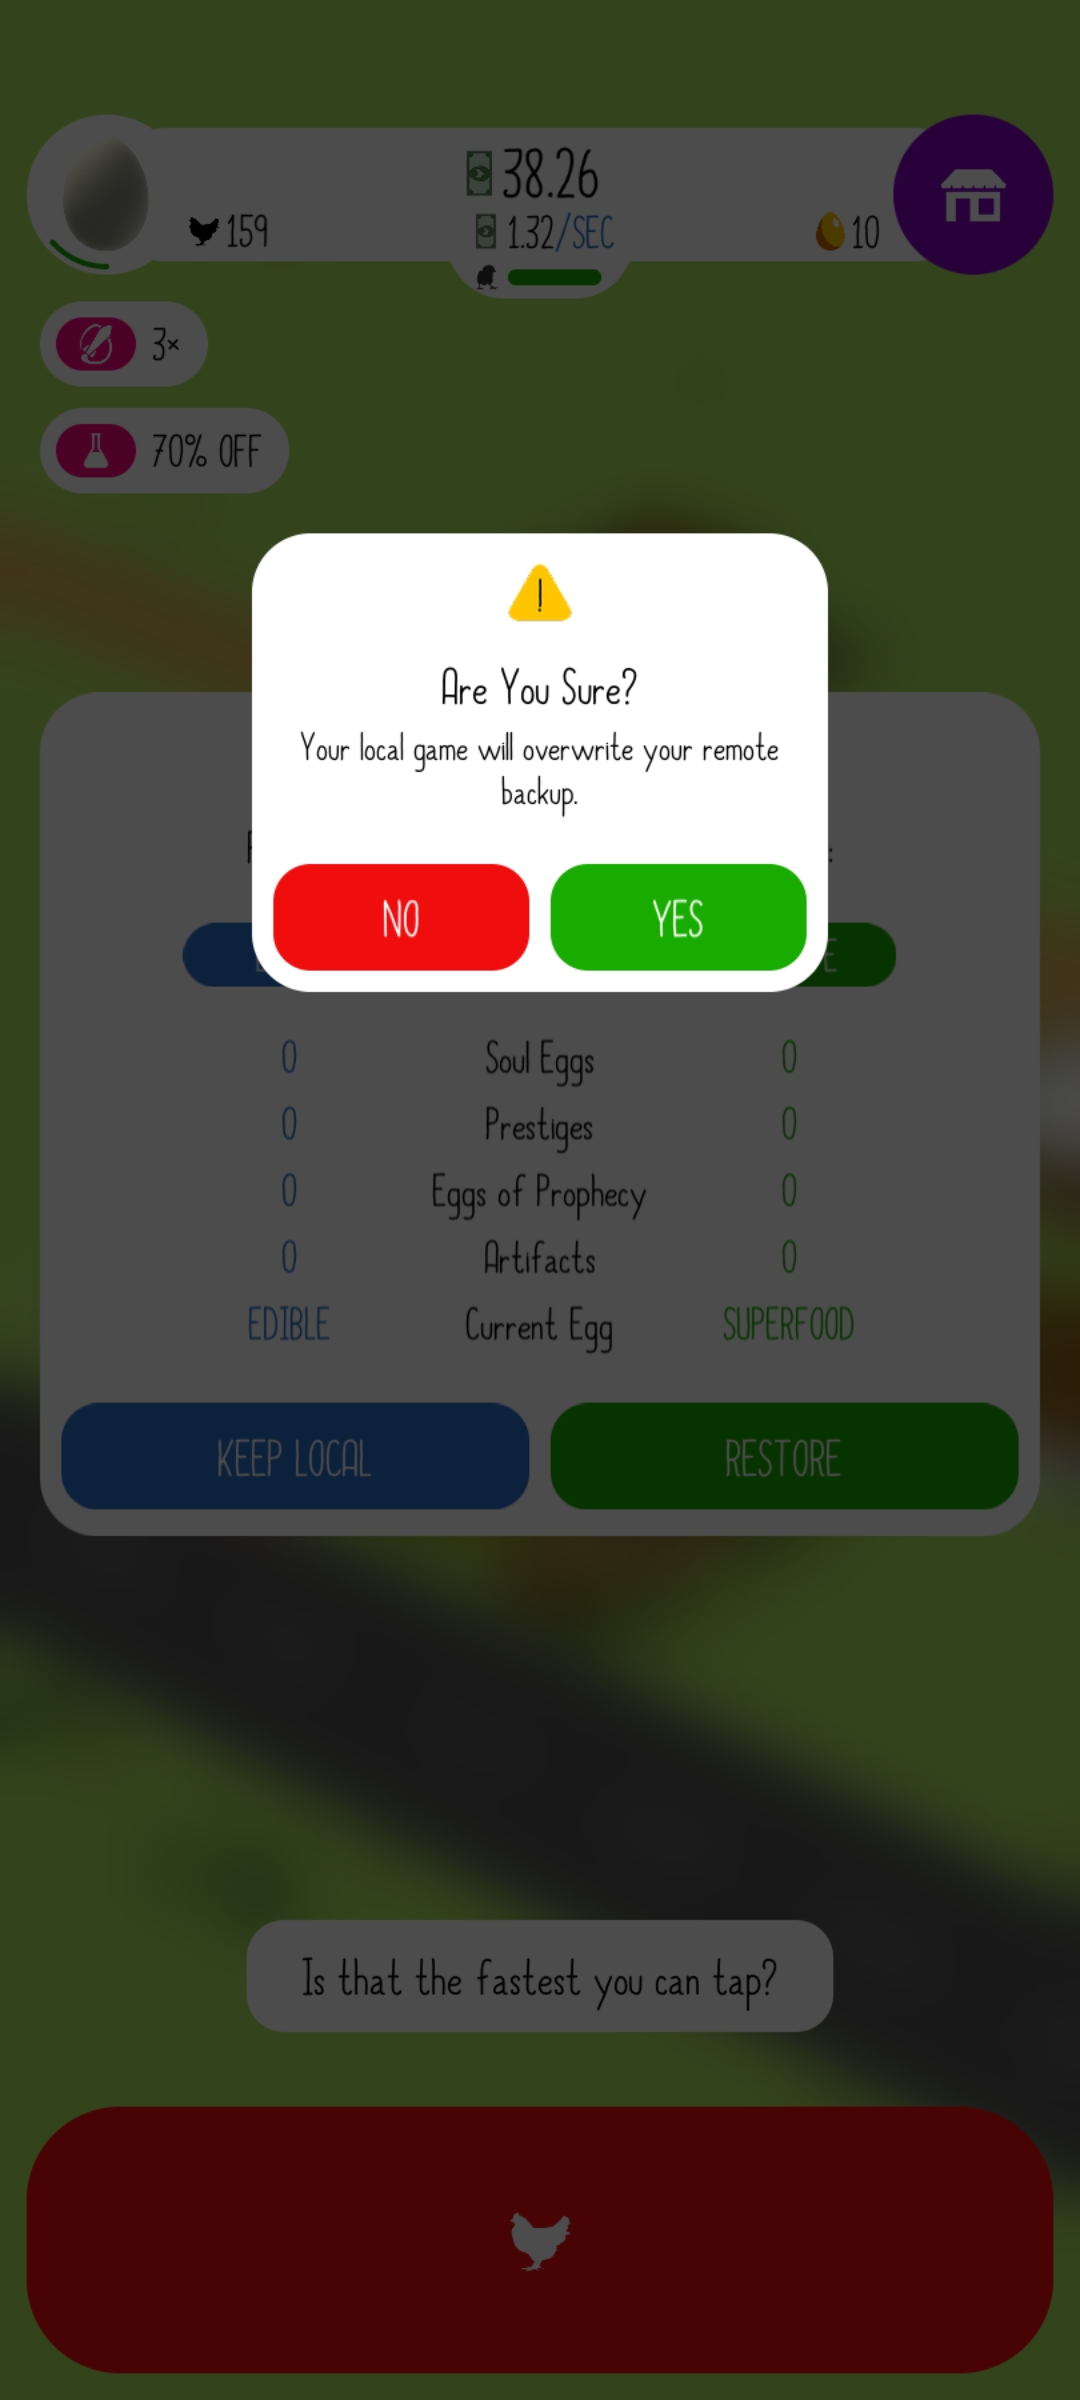 38.26
159
1.32/SEC
10
3×
70% OFF
Are You Sure?
Your local game will overwrite your remote
backup.
NO
YES
0 Soul Eggs 0
0 Prestiges 0
0 Eggs of Prophecy 0
0 Artifacts 0
EDIBLE Current Egg SUPERFOOD
KEEP LOCAL
RESTORE
Is that the fastest you can tap?